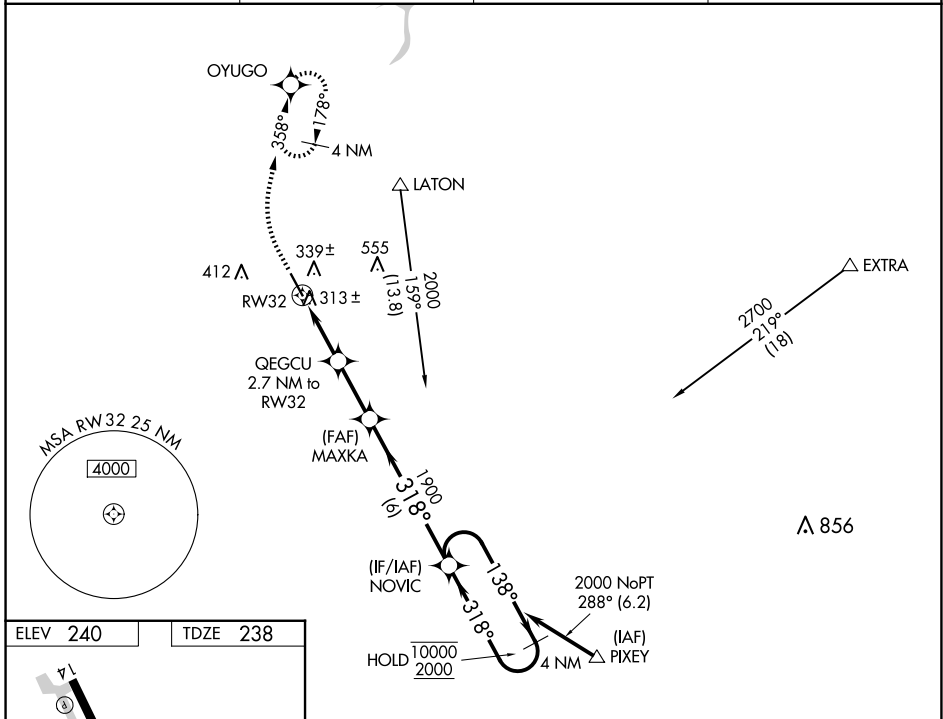 OYUGO
358°
178°
4 NM
LATON
2000
159°
(13.8)
EXTRA
2700
219°
(18)
412
339±
555
RW32
313±
QEGCU
2.7 NM to
RW32
(FAF)
MAXKA
MSA RW32 25 NM
4000
1900
318°
(6)
856
(IF/IAF)
NOVIC
138°
318°
2000 NoPT
288° (6.2)
(IAF)
PIXEY
HOLD 10000
2000
4 NM
ELEV 240
TDZE 238
14
P